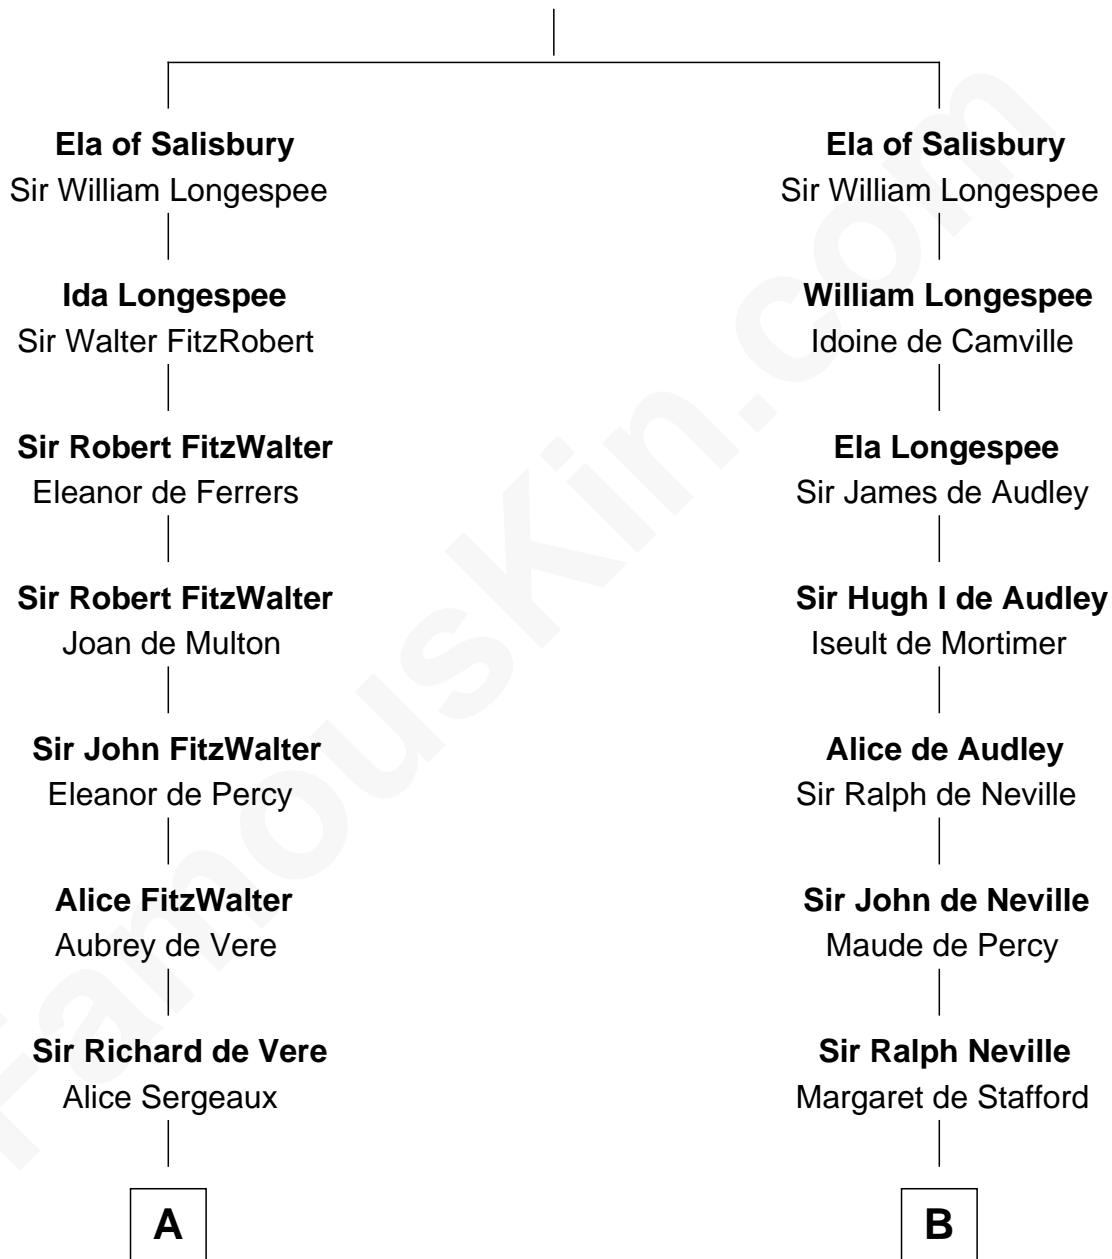 Ela of Salisbury
Sir William Longespee
Ida Longespee
Sir Walter FitzRobert
Sir Robert FitzWalter
Eleanor de Ferrers
Sir Robert FitzWalter
Joan de Multon
Sir John FitzWalter
Eleanor de Percy
Alice FitzWalter
Aubrey de Vere
Sir Richard de Vere
Alice Sergeaux
A
Ela of Salisbury
Sir William Longespee
William Longespee
Idoine de Camville
Ela Longespee
Sir James de Audley
Sir Hugh I de Audley
Iseult de Mortimer
Alice de Audley
Sir Ralph de Neville
Sir John de Neville
Maude de Percy
Sir Ralph Neville
Margaret de Stafford
B
FamousKin.com